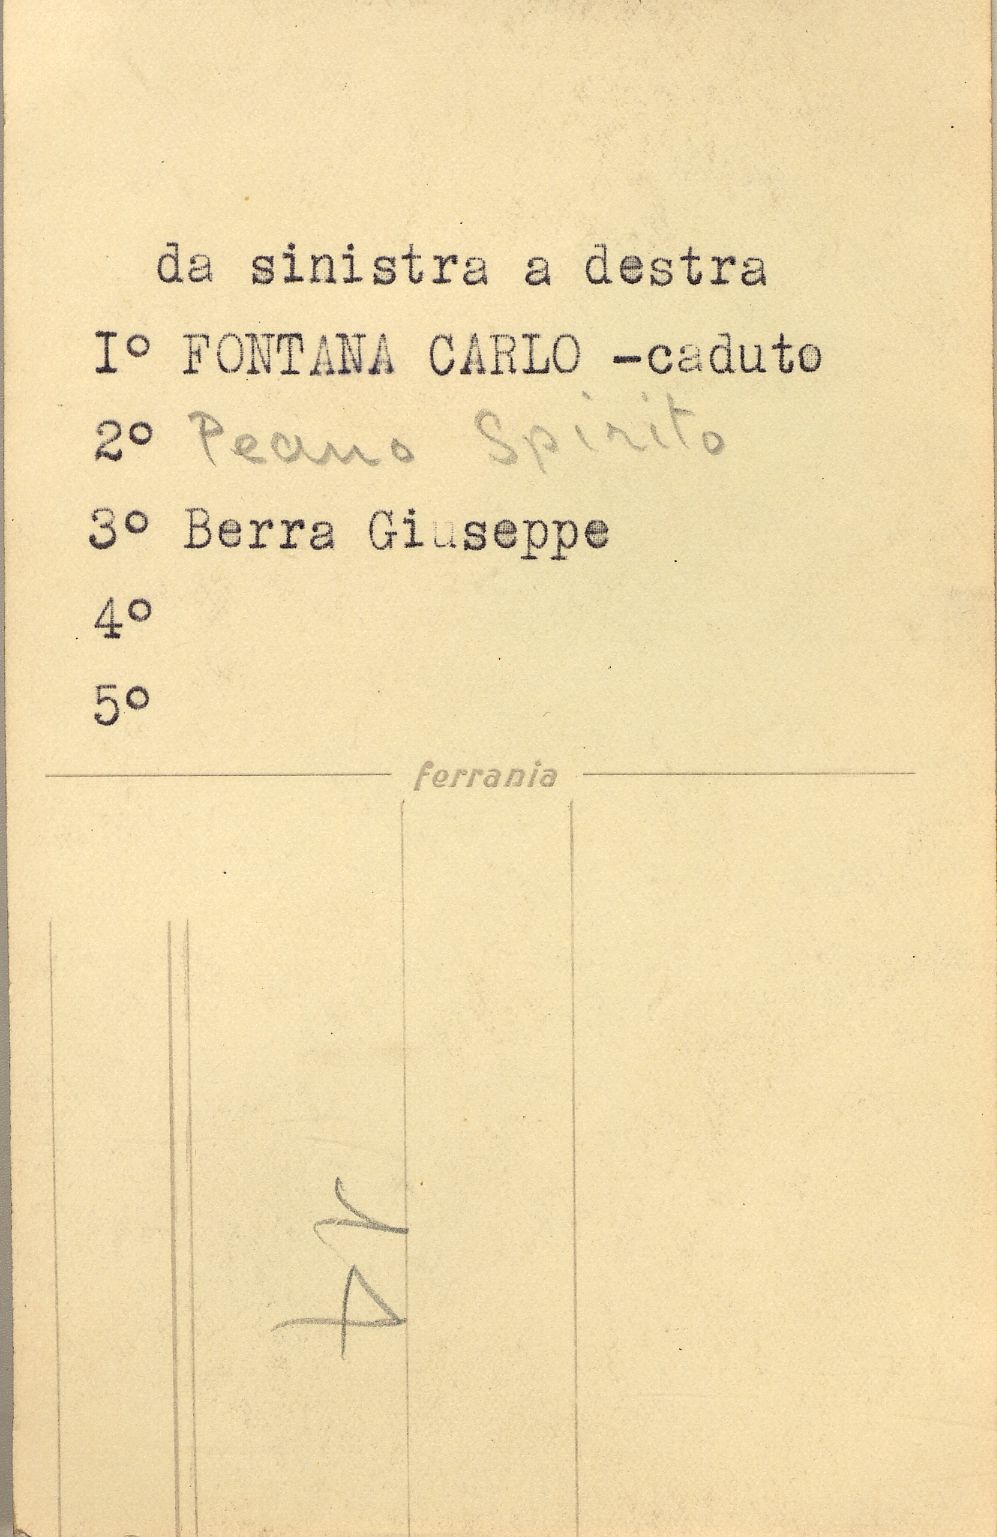 da sinistra a destra
I° FONTANA CARLO -caduto
2° Peano Spirito
3° Berra Giuseppe
4°
5°
ferrania